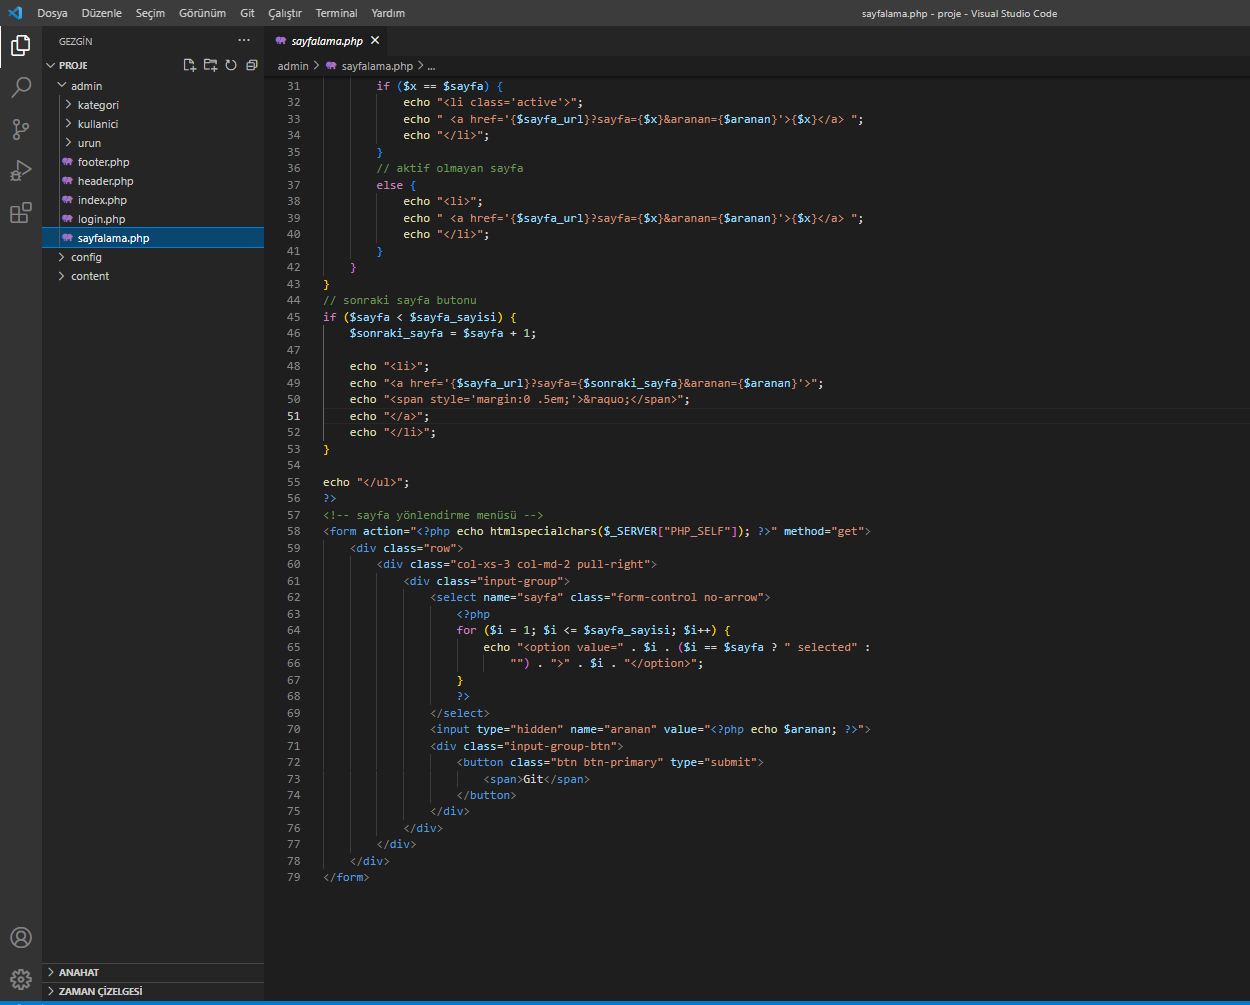 Dosya Düzenle Seçim Görünüm Git Çalıştır Terminal Yardım
sayfalama.php - proje - Visual Studio Code
GEZGİN ...
PROJE
admin
kategori
kullanici
urun
footer.php
header.php
index.php
login.php
sayfalama.php
config
content
ANAHAT
ZAMAN ÇİZELGESİ
sayfalama.php
admin > sayfalama.php > ...
31 if ($x == $sayfa) {
32 echo "<li class='active'>";
33 echo " <a href='{$sayfa_url}?sayfa={$x}&aranan={$aranan}'>{$x}</a> ";
34 echo "</li>";
35 }
36 // aktif olmayan sayfa
37 else {
38 echo "<li>";
39 echo " <a href='{$sayfa_url}?sayfa={$x}&aranan={$aranan}'>{$x}</a> ";
40 echo "</li>";
41 }
42 }
43 }
44 // sonraki sayfa butonu
45 if ($sayfa < $sayfa_sayisi) {
46 $sonraki_sayfa = $sayfa + 1;
47
48 echo "<li>";
49 echo "<a href='{$sayfa_url}?sayfa={$sonraki_sayfa}&aranan={$aranan}'>";
50 echo "<span style='margin:0 .5em;'>&raquo;</span>";
51 echo "</a>";
52 echo "</li>";
53 }
54
55 echo "</ul>";
56 ?>
57 <!-- sayfa yönlendirme menüsü -->
58 <form action="<?php echo htmlspecialchars($_SERVER["PHP_SELF"]); ?>" method="get">
59 <div class="row">
60 <div class="col-xs-3 col-md-2 pull-right">
61 <div class="input-group">
62 <select name="sayfa" class="form-control no-arrow">
63 <?php
64 for ($i = 1; $i <= $sayfa_sayisi; $i++) {
65 echo "<option value=" . $i . ($i == $sayfa ? " selected" :
66 "") . ">" . $i . "</option>";
67 }
68 ?>
69 </select>
70 <input type="hidden" name="aranan" value="<?php echo $aranan; ?>">
71 <div class="input-group-btn">
72 <button class="btn btn-primary" type="submit">
73 <span>Git</span>
74 </button>
75 </div>
76 </div>
77 </div>
78 </div>
79 </form>